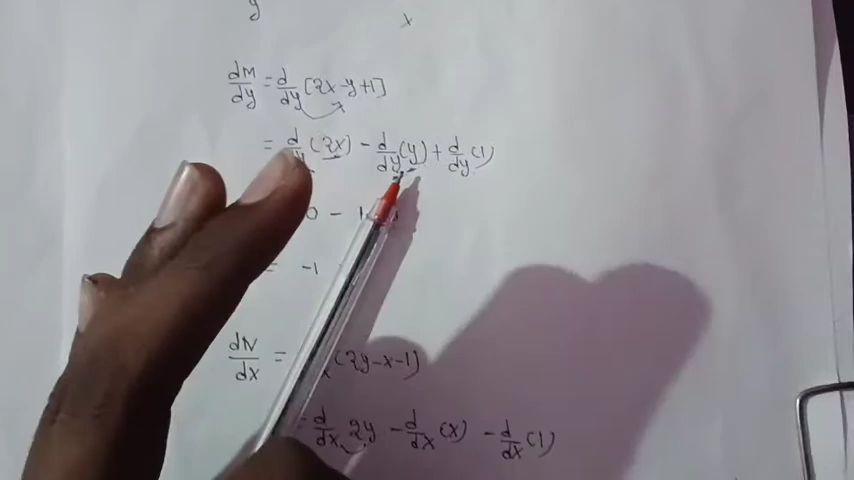 y x
dM/dy = d/dy [2x-y+1]
= d/dy (2x) - d/dy (y) + d/dy (1)
0 - 1
= -1
dN/dx = (2y-x-1)
= d/dx 2y - d/dx (x) - d/dx (1)